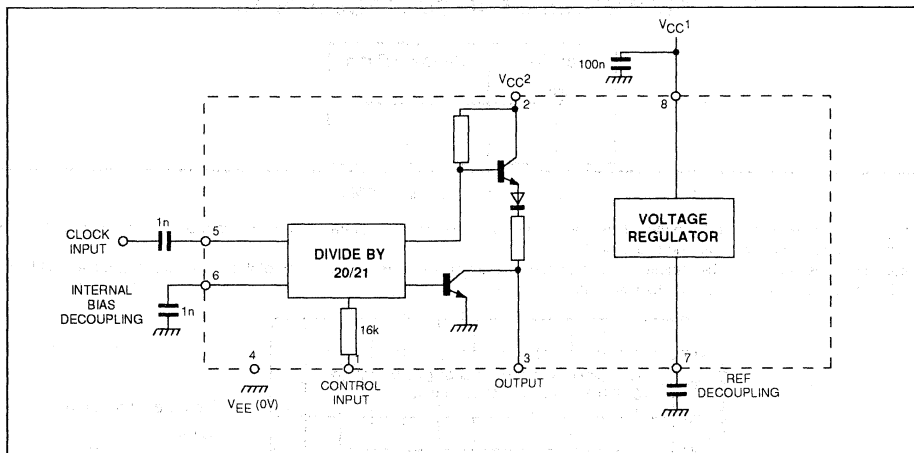 VCC1
100n
VCC2
2
8
CLOCK
INPUT
1n
5
DIVIDE BY
20/21
VOLTAGE
REGULATOR
6
INTERNAL
BIAS
DECOUPLING
1n
16k
4
1
3
7
VEE (0V)
CONTROL
INPUT
OUTPUT
REF
DECOUPLING